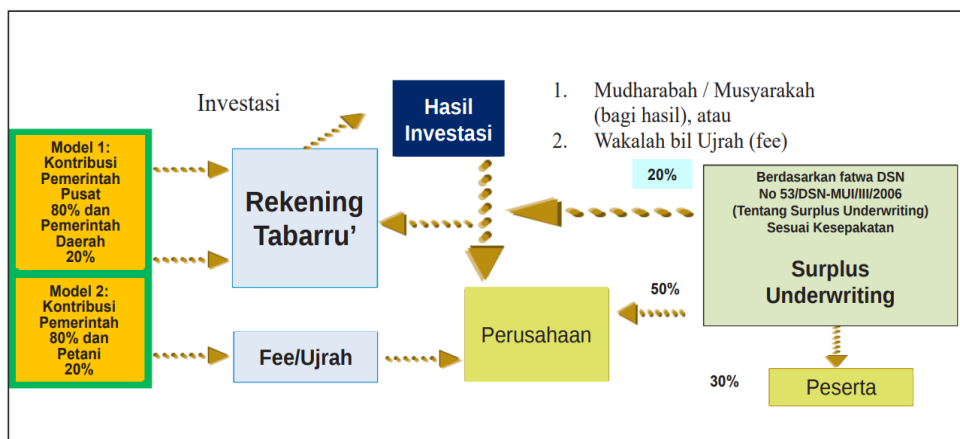 Investasi
Hasil
Investasi
1. Mudharabah / Musyarakah
(bagi hasil), atau
2. Wakalah bil Ujrah (fee)
Model 1:
Kontribusi
Pemerintah
Pusat
80% dan
Pemerintah
Daerah
20%
Rekening
Tabarru’
20%
Berdasarkan fatwa DSN
No 53/DSN-MUI/III/2006
(Tentang Surplus Underwriting)
Sesuai Kesepakatan
Surplus
Underwriting
Model 2:
Kontribusi
Pemerintah
80% dan
Petani
20%
Fee/Ujrah
Perusahaan
50%
30%
Peserta